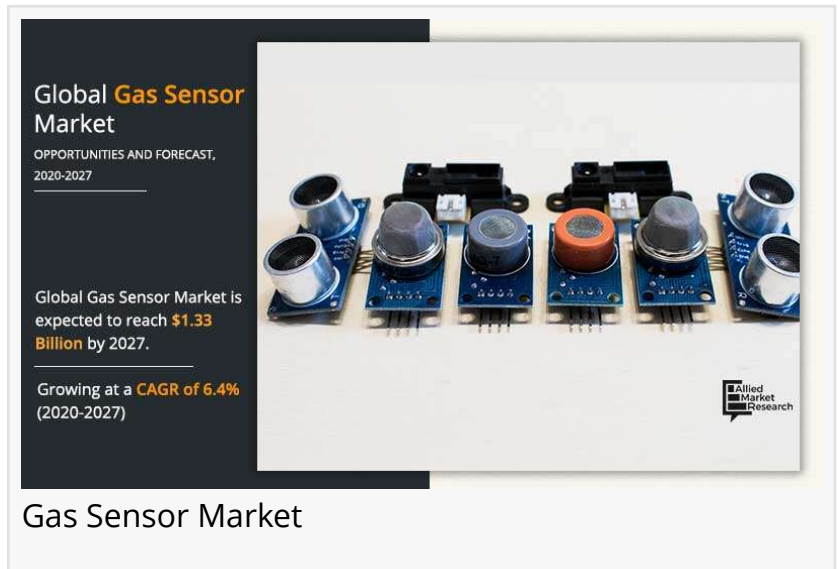 Global Gas Sensor
Market
OPPORTUNITIES AND FORECAST,
2020-2027
Global Gas Sensor Market is
expected to reach $1.33
Billion by 2027.
Growing at a CAGR of 6.4%
(2020-2027)
Allied
Market
Research
Gas Sensor Market